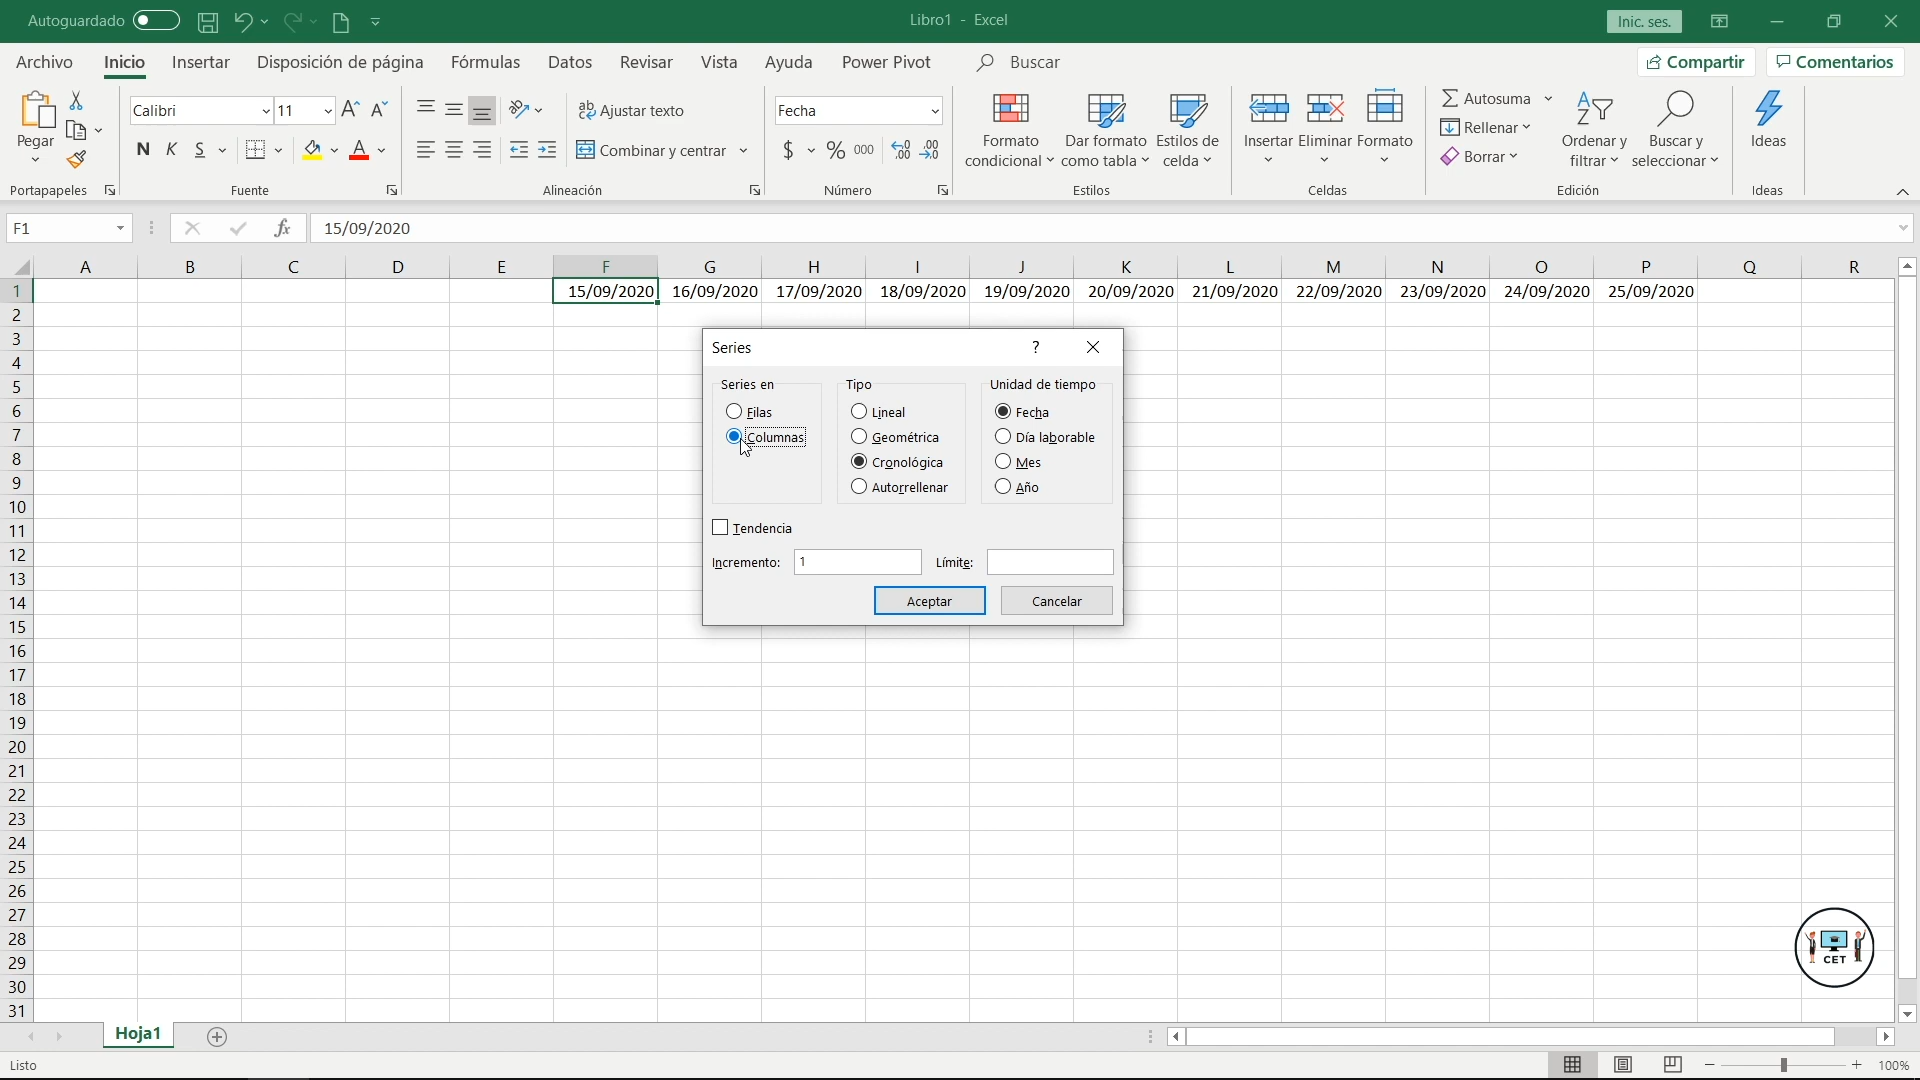 Autoguardado
Libro1 - Excel
Inic. ses.
Archivo Inicio Insertar Disposición de página Fórmulas Datos Revisar Vista Ayuda Power Pivot Buscar Compartir Comentarios
Pegar
Portapapeles
Calibri 11
N K S A
Fuente
Ajustar texto
Combinar y centrar
Alineación
Fecha
$ % 000
Número
Formato condicional
Dar formato como tabla
Estilos de celda
Estilos
Insertar Eliminar Formato
Celdas
Autosuma
Rellenar
Borrar
Ordenar y filtrar
Buscar y seleccionar
Edición
Ideas
Ideas
F1 fx 15/09/2020
A B C D E F G H I J K L M N O P Q R
1 15/09/2020 16/09/2020 17/09/2020 18/09/2020 19/09/2020 20/09/2020 21/09/2020 22/09/2020 23/09/2020 24/09/2020 25/09/2020
2
3
4
5
6
7
8
9
10
11
12
13
14
15
16
17
18
19
20
21
22
23
24
25
26
27
28
29
30
31
Series ?
Series en
Filas
Columnas
Tipo
Lineal
Geométrica
Cronológica
Autorrellenar
Unidad de tiempo
Fecha
Día laborable
Mes
Año
Tendencia
Incremento: 1 Límite:
Aceptar Cancelar
CET
Hoja1
Listo
100%